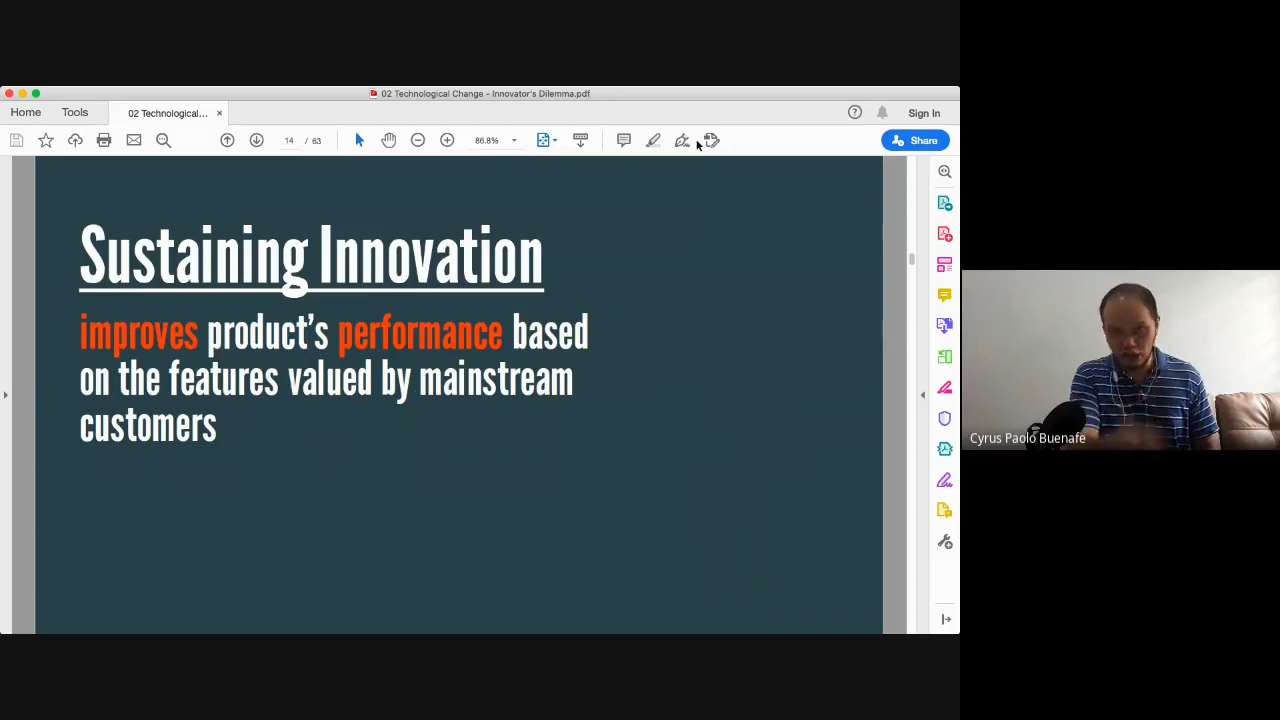 02 Technological Change - Innovator's Dilemma.pdf
Home Tools 02 Technological... × Sign In
14 / 63 86.8% Share
Sustaining Innovation
improves product's performance based
on the features valued by mainstream
customers
Cyrus Paolo Buenafe